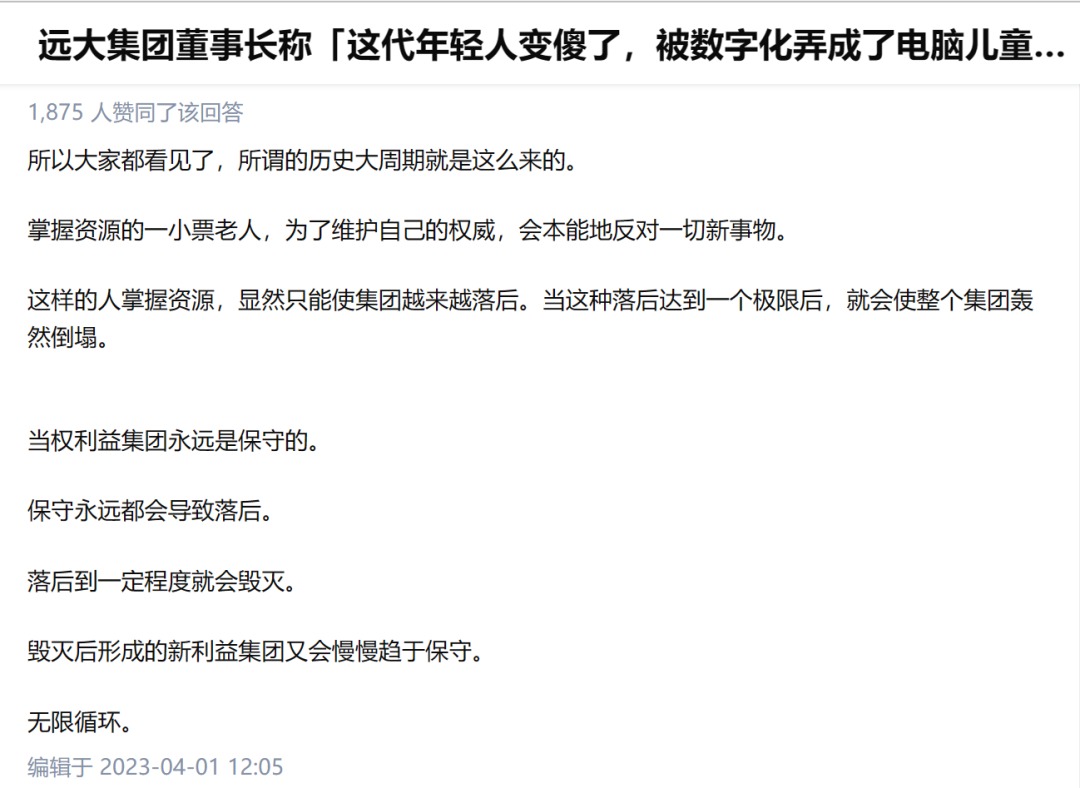 远大集团董事长称「这代年轻人变傻了，被数字化弄成了电脑儿童...
1,875 人赞同了该回答
所以大家都看见了，所谓的历史大周期就是这么来的。
掌握资源的一小票老人，为了维护自己的权威，会本能地反对一切新事物。
这样的人掌握资源，显然只能使集团越来越落后。当这种落后达到一个极限后，就会使整个集团轰
然倒塌。
当权利益集团永远是保守的。
保守永远都会导致落后。
落后到一定程度就会毁灭。
毁灭后形成的新利益集团又会慢慢趋于保守。
无限循环。
编辑于 2023-04-01 12:05